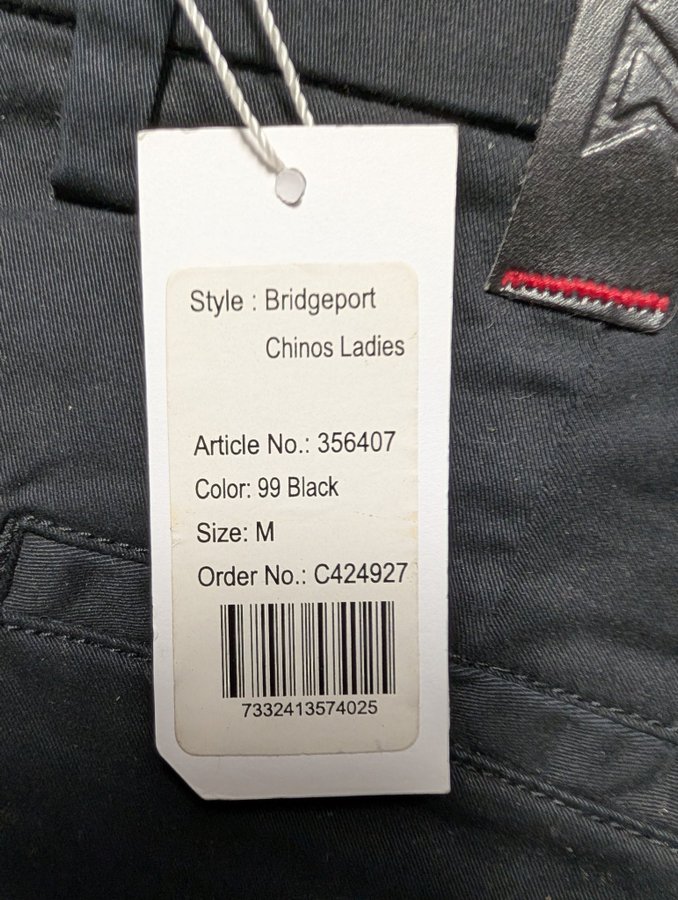 Style : Bridgeport
Chinos Ladies
Article No.: 356407
Color: 99 Black
Size: M
Order No.: C424927
7332413574025